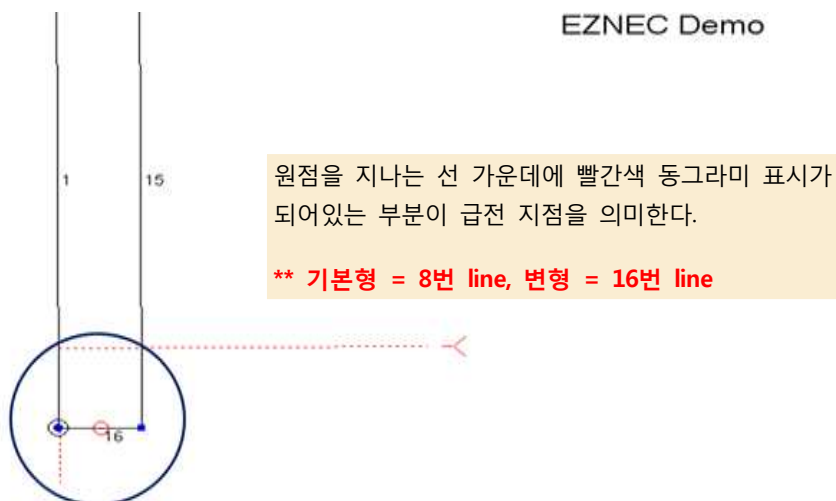 EZNEC Demo
1
15
원점을 지나는 선 가운데에 빨간색 동그라미 표시가
되어있는 부분이 급전 지점을 의미한다.
** 기본형 = 8번 line, 변형 = 16번 line
16